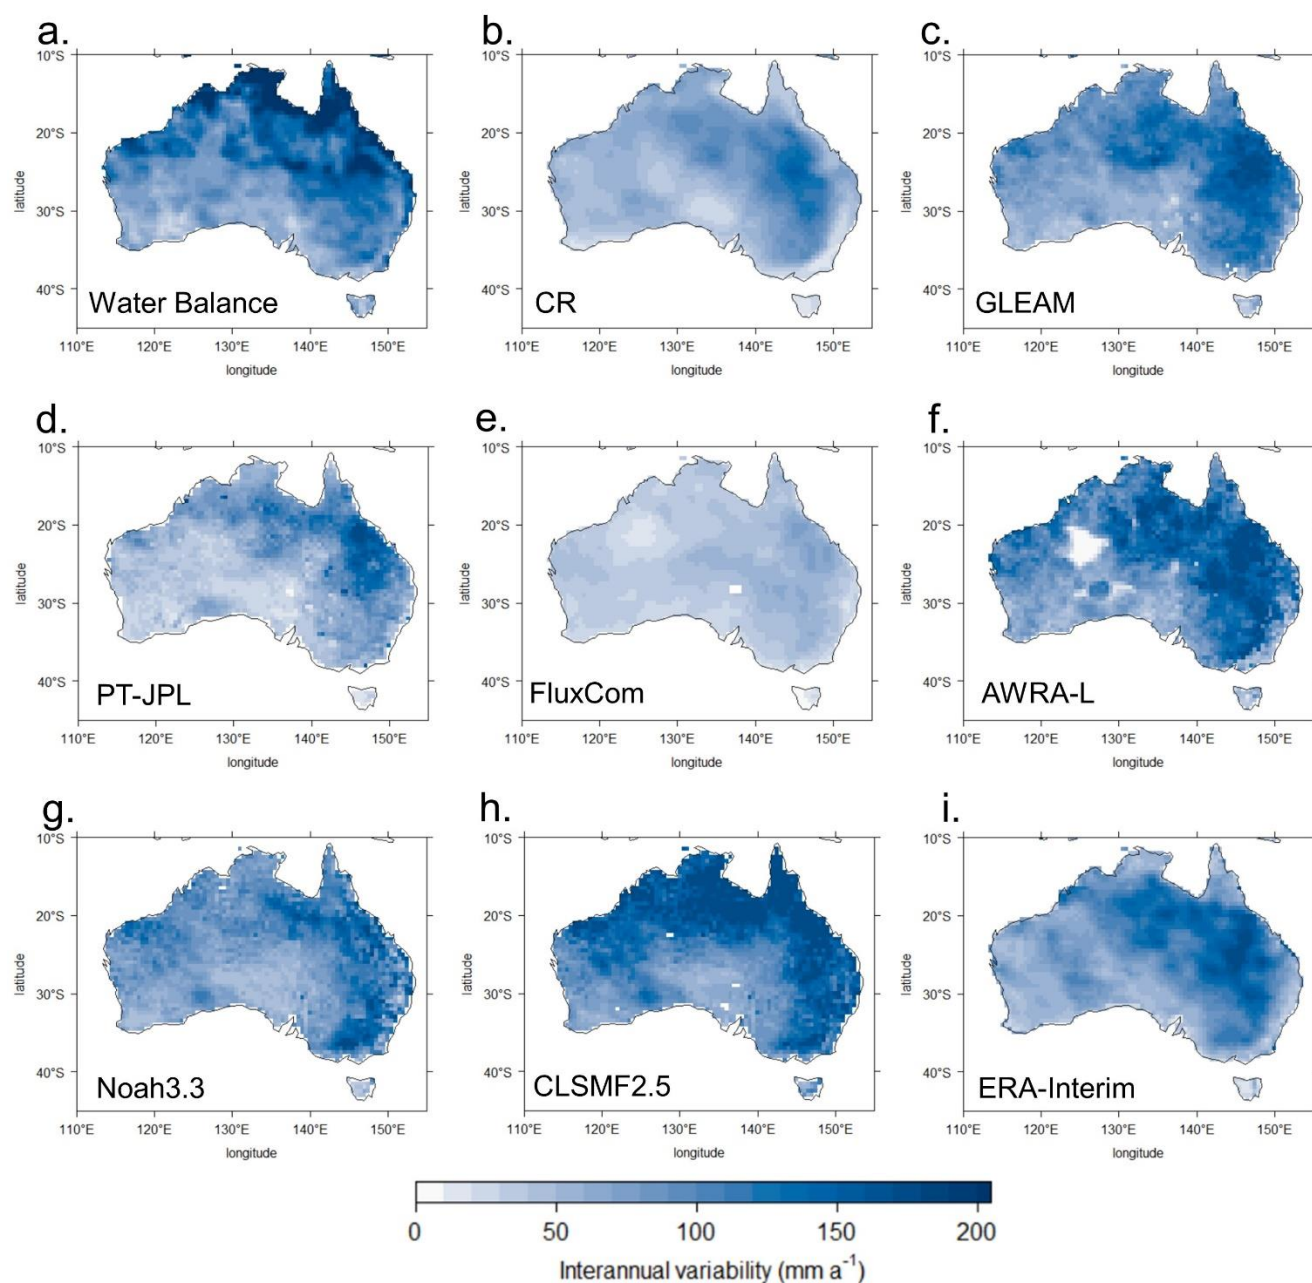 a.
b.
c.
10°S
20°S
30°S
40°S
latitude
Water Balance
110°E 120°E 130°E 140°E 150°E
longitude
10°S
20°S
30°S
40°S
latitude
CR
110°E 120°E 130°E 140°E 150°E
longitude
10°S
20°S
30°S
40°S
latitude
GLEAM
110°E 120°E 130°E 140°E 150°E
longitude
d.
e.
f.
10°S
20°S
30°S
40°S
latitude
PT-JPL
110°E 120°E 130°E 140°E 150°E
longitude
10°S
20°S
30°S
40°S
latitude
FluxCom
110°E 120°E 130°E 140°E 150°E
longitude
10°S
20°S
30°S
40°S
latitude
AWRA-L
110°E 120°E 130°E 140°E 150°E
longitude
g.
h.
i.
10°S
20°S
30°S
40°S
latitude
Noah3.3
110°E 120°E 130°E 140°E 150°E
longitude
10°S
20°S
30°S
40°S
latitude
CLSMF2.5
110°E 120°E 130°E 140°E 150°E
longitude
10°S
20°S
30°S
40°S
latitude
ERA-Interim
110°E 120°E 130°E 140°E 150°E
longitude
0 50 100 150 200
Interannual variability (mm a⁻¹)